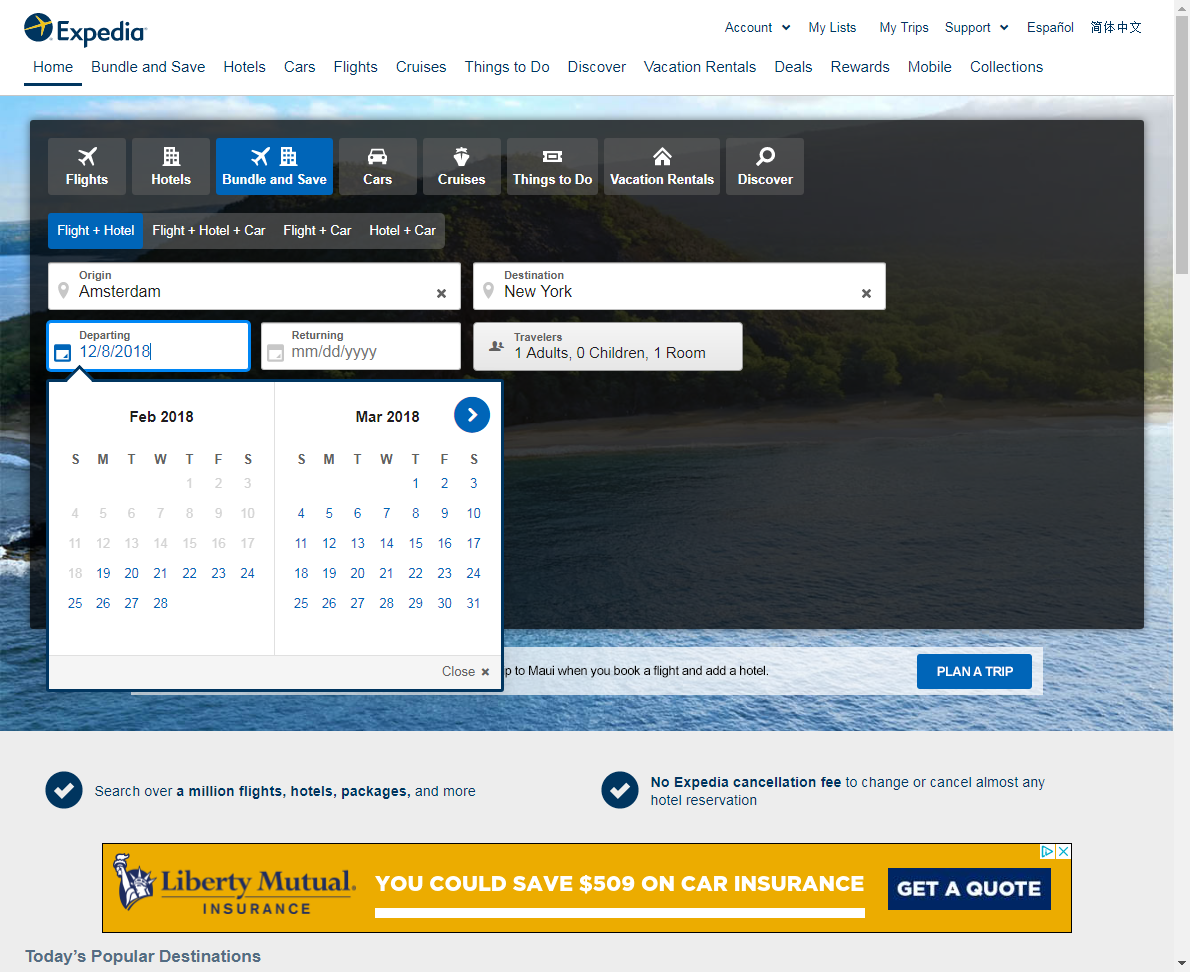 Expedia
Account My Lists My Trips Support Español 简体中文
Home Bundle and Save Hotels Cars Flights Cruises Things to Do Discover Vacation Rentals Deals Rewards Mobile Collections
Flights Hotels Bundle and Save Cars Cruises Things to Do Vacation Rentals Discover
Flight + Hotel Flight + Hotel + Car Flight + Car Hotel + Car
Origin
Amsterdam
Destination
New York
Departing
12/8/2018
Returning
mm/dd/yyyy
Travelers
1 Adults, 0 Children, 1 Room
Feb 2018
S M T W T F S
1 2 3
4 5 6 7 8 9 10
11 12 13 14 15 16 17
18 19 20 21 22 23 24
25 26 27 28
Mar 2018
S M T W T F S
1 2 3
4 5 6 7 8 9 10
11 12 13 14 15 16 17
18 19 20 21 22 23 24
25 26 27 28 29 30 31
Close
to Maui when you book a flight and add a hotel.
PLAN A TRIP
Search over a million flights, hotels, packages, and more
No Expedia cancellation fee to change or cancel almost any
hotel reservation
Liberty Mutual.
INSURANCE
YOU COULD SAVE $509 ON CAR INSURANCE
GET A QUOTE
Today's Popular Destinations